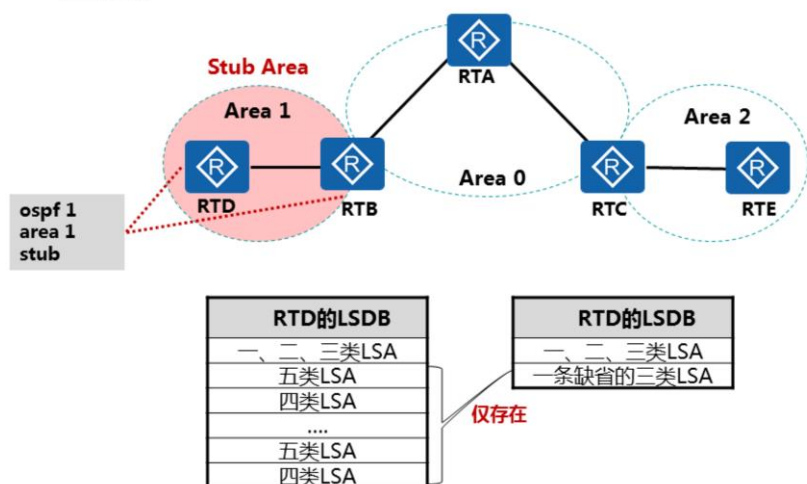 RTA
Stub Area
Area 1
Area 2
Area 0
RTD
RTB
RTC
RTE
ospf 1
area 1
stub
RTD的LSDB
一、二、三类LSA
五类LSA
四类LSA
....
五类LSA
四类LSA
仅存在
RTD的LSDB
一、二、三类LSA
一条缺省的三类LSA
R
R
R
R
R